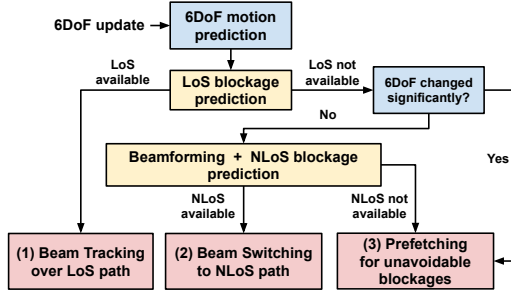 6DoF update
6DoF motion
prediction
LoS
available
LoS blockage
prediction
LoS not
available
6DoF changed
significantly?
No
Yes
Beamforming + NLoS blockage
prediction
NLoS
available
NLoS not
available
(1) Beam Tracking
over LoS path
(2) Beam Switching
to NLoS path
(3) Prefetching
for unavoidable
blockages